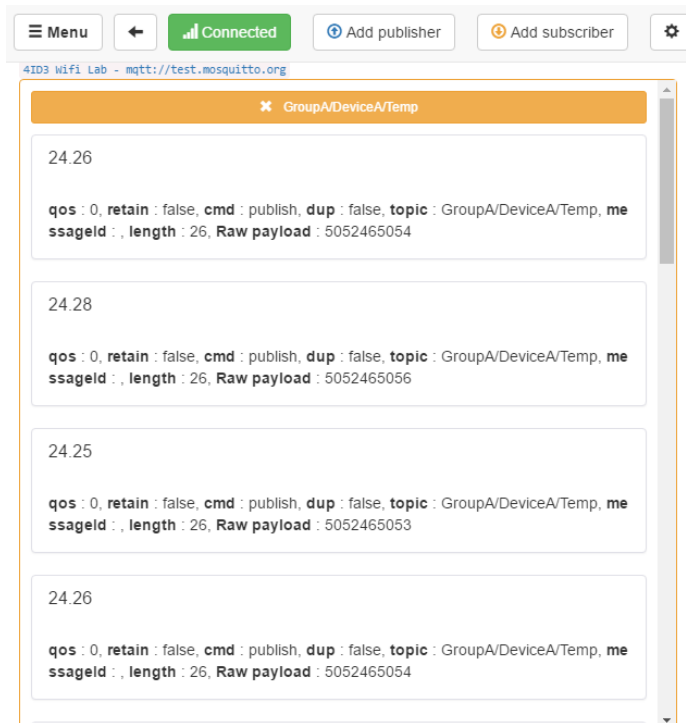 Menu
Connected
Add publisher
Add subscriber
4ID3 Wifi Lab - mqtt://test.mosquitto.org
GroupA/DeviceA/Temp
24.26
qos : 0, retain : false, cmd : publish, dup : false, topic : GroupA/DeviceA/Temp, me
ssageId : , length : 26, Raw payload : 5052465054
24.28
qos : 0, retain : false, cmd : publish, dup : false, topic : GroupA/DeviceA/Temp, me
ssageId : , length : 26, Raw payload : 5052465056
24.25
qos : 0, retain : false, cmd : publish, dup : false, topic : GroupA/DeviceA/Temp, me
ssageId : , length : 26, Raw payload : 5052465053
24.26
qos : 0, retain : false, cmd : publish, dup : false, topic : GroupA/DeviceA/Temp, me
ssageId : , length : 26, Raw payload : 5052465054